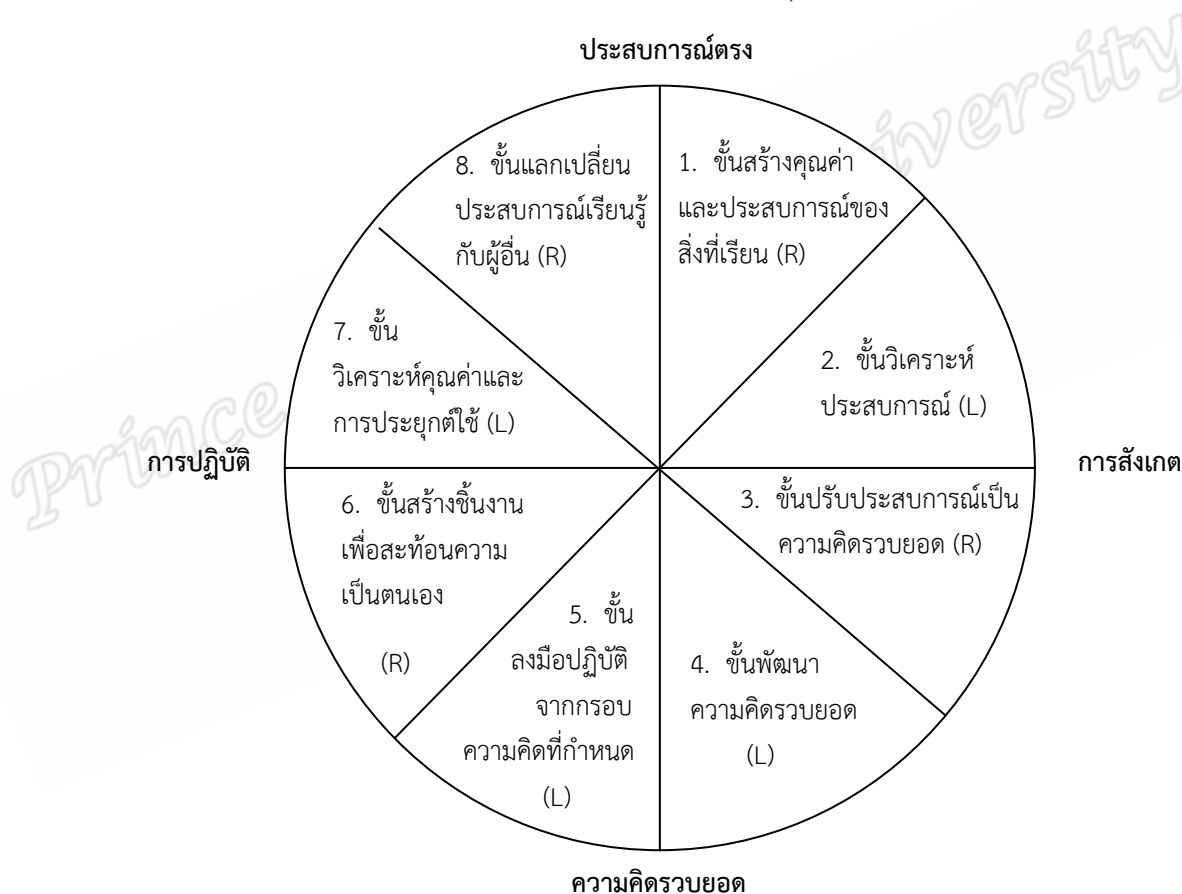 ประสบการณ์ตรง
8. ขั้นแลกเปลี่ยน
ประสบการณ์เรียนรู้
กับผู้อื่น (R)
1. ขั้นสร้างคุณค่า
และประสบการณ์ของ
สิ่งที่เรียน (R)
7. ขั้น
วิเคราะห์คุณค่าและ
การประยุกต์ใช้ (L)
2. ขั้นวิเคราะห์
ประสบการณ์ (L)
การปฏิบัติ
การสังเกต
6. ขั้นสร้างชิ้นงาน
เพื่อสะท้อนความ
เป็นตนเอง
(R)
3. ขั้นปรับประสบการณ์เป็น
ความคิดรวบยอด (R)
5. ขั้น
ลงมือปฏิบัติ
จากกรอบ
ความคิดที่กำหนด
(L)
4. ขั้นพัฒนา
ความคิดรวบยอด
(L)
ความคิดรวบยอด
Prince